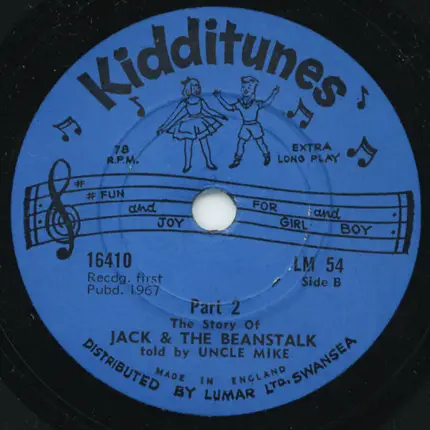 Kidditunes
78
R.P.M.
EXTRA
LONG PLAY
FUN and JOY FOR GIRL and BOY
16410
Recdg. first
Pubd. 1967
LM 54
Side B
Part 2
The Story Of
JACK & THE BEANSTALK
told by UNCLE MIKE
MADE IN ENGLAND
DISTRIBUTED BY LUMAR LTD, SWANSEA